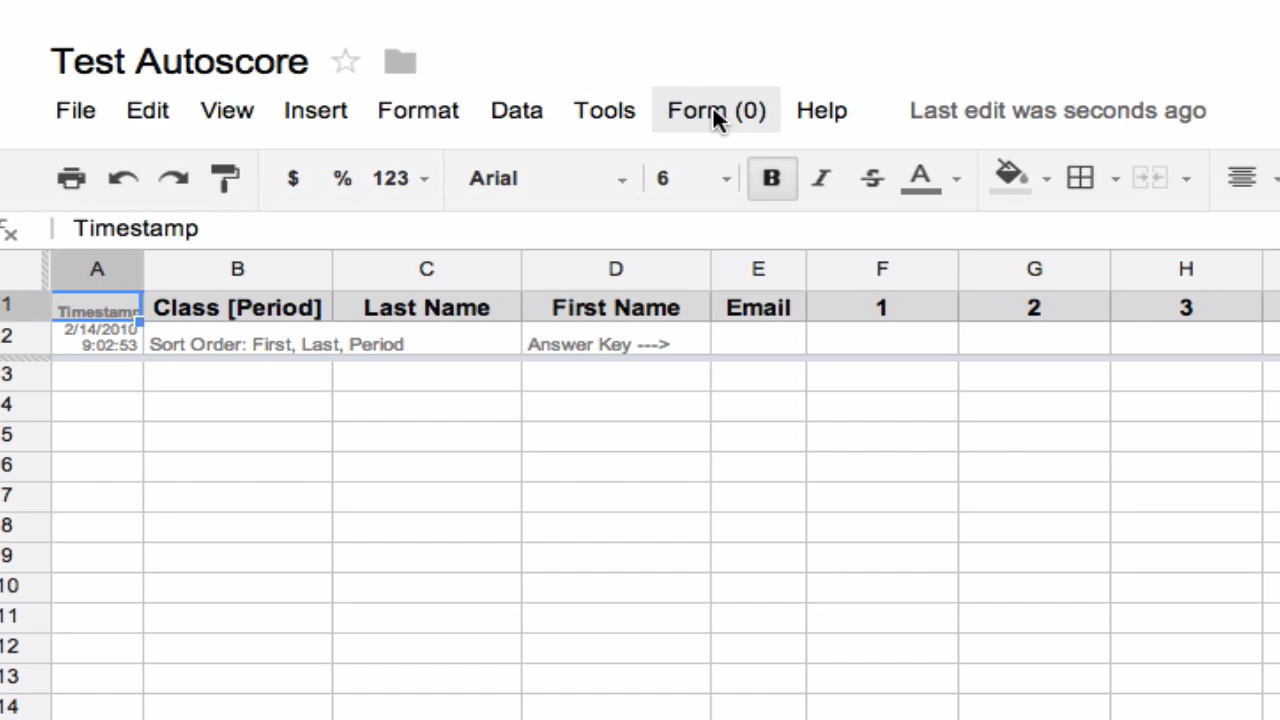 Test Autoscore
File Edit View Insert Format Data Tools Form (0) Help Last edit was seconds ago
$ % 123 Arial 6 B I S A
fx Timestamp
A B C D E F G H
1 Timestamp Class [Period] Last Name First Name Email 1 2 3
2 2/14/2010 9:02:53 Sort Order: First, Last, Period Answer Key --->
3
4
5
6
7
8
9
10
11
12
13
14